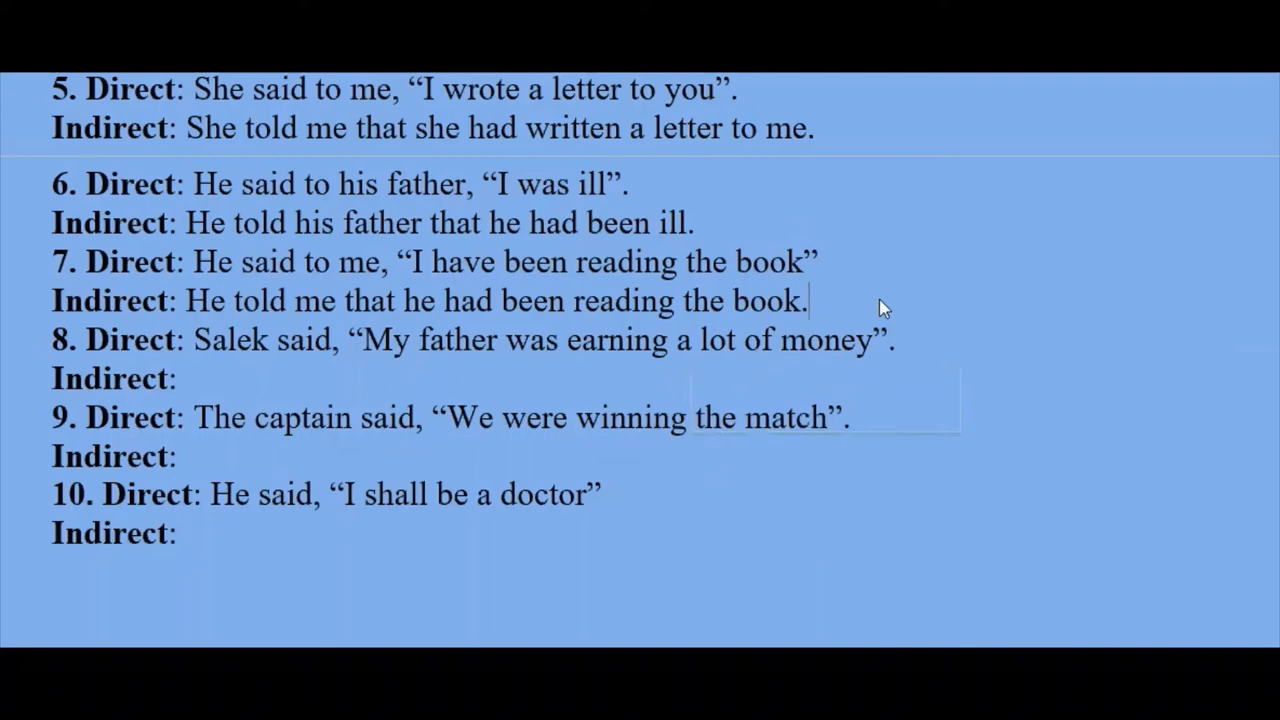 5. Direct: She said to me, “I wrote a letter to you”.
Indirect: She told me that she had written a letter to me.
6. Direct: He said to his father, “I was ill”.
Indirect: He told his father that he had been ill.
7. Direct: He said to me, “I have been reading the book”
Indirect: He told me that he had been reading the book.
8. Direct: Salek said, “My father was earning a lot of money”.
Indirect:
9. Direct: The captain said, “We were winning the match”.
Indirect:
10. Direct: He said, “I shall be a doctor”
Indirect: